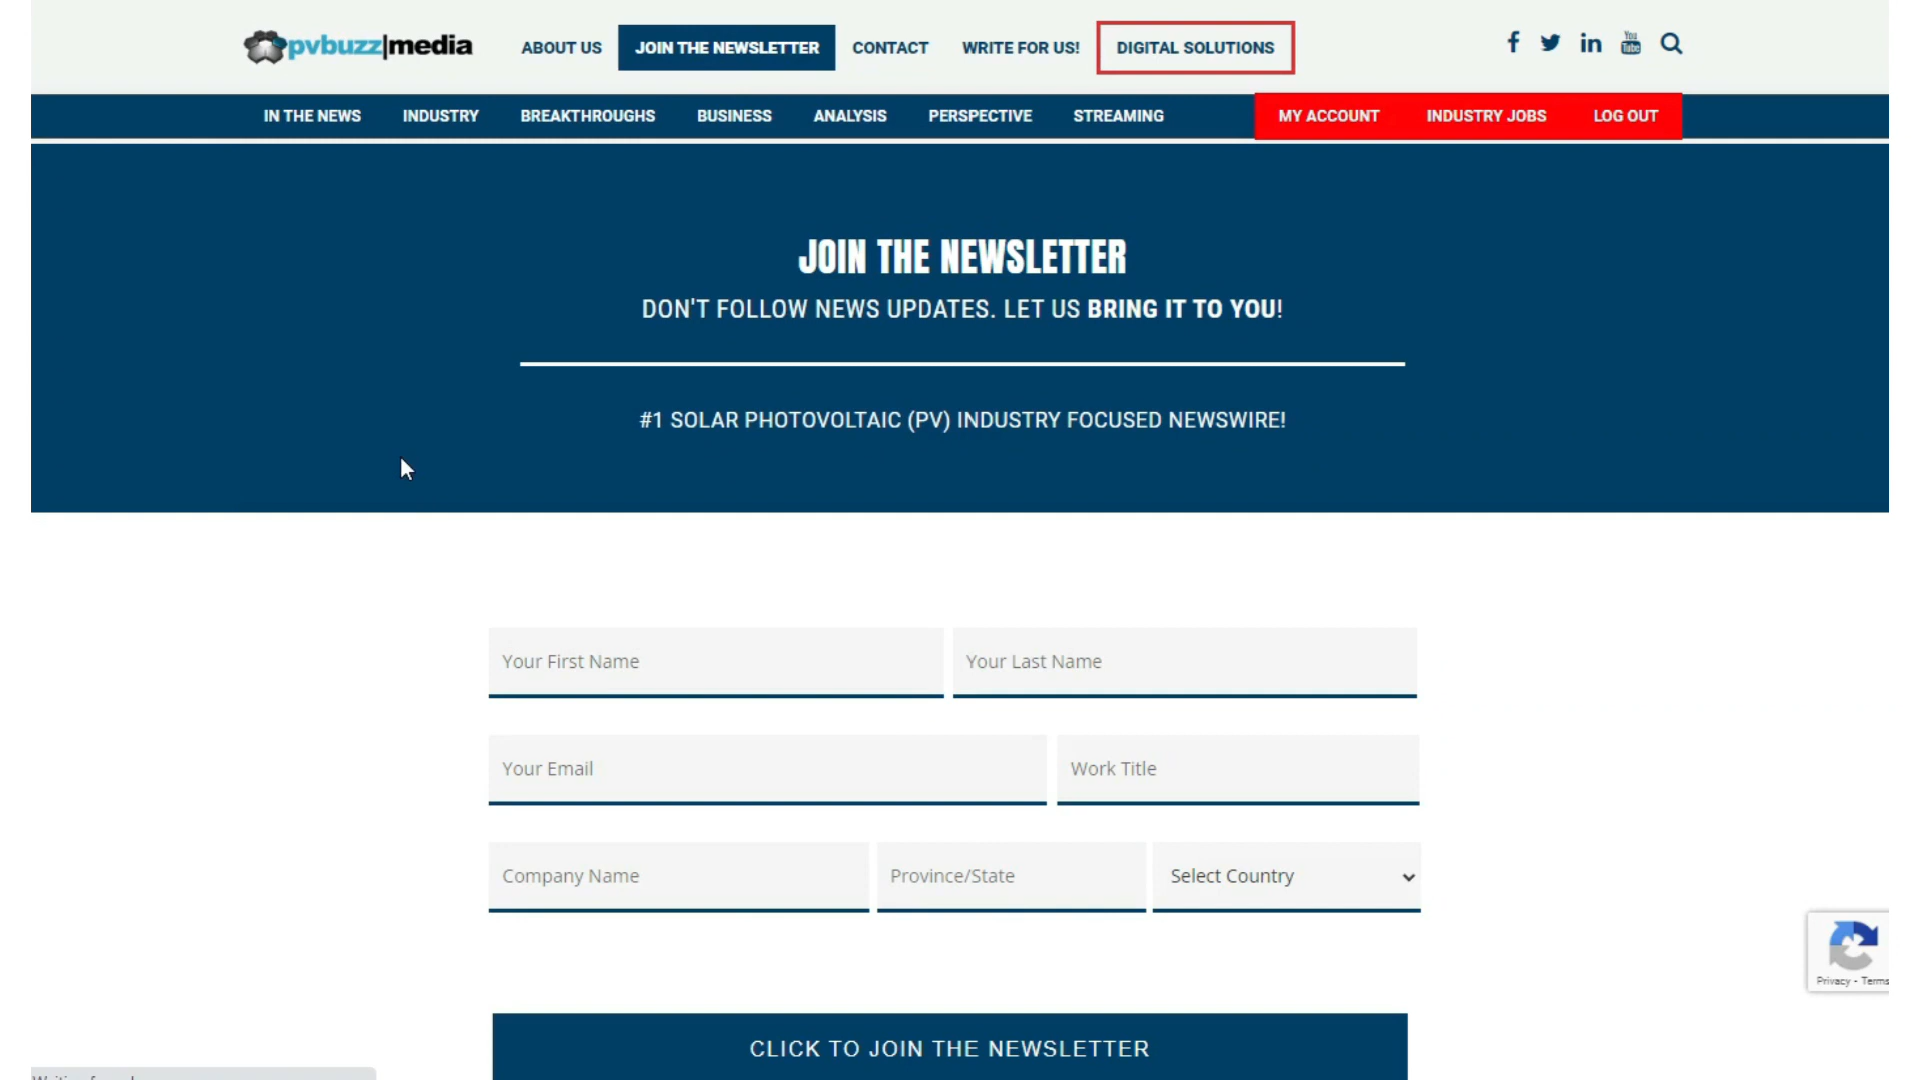 pvbuzz|media
ABOUT US
JOIN THE NEWSLETTER
CONTACT
WRITE FOR US!
DIGITAL SOLUTIONS
You
Tube
IN THE NEWS
INDUSTRY
BREAKTHROUGHS
BUSINESS
ANALYSIS
PERSPECTIVE
STREAMING
MY ACCOUNT
INDUSTRY JOBS
LOG OUT
JOIN THE NEWSLETTER
DON'T FOLLOW NEWS UPDATES. LET US BRING IT TO YOU!
#1 SOLAR PHOTOVOLTAIC (PV) INDUSTRY FOCUSED NEWSWIRE!
Your First Name
Your Last Name
Your Email
Work Title
Company Name
Province/State
Select Country
Privacy - Terms
CLICK TO JOIN THE NEWSLETTER